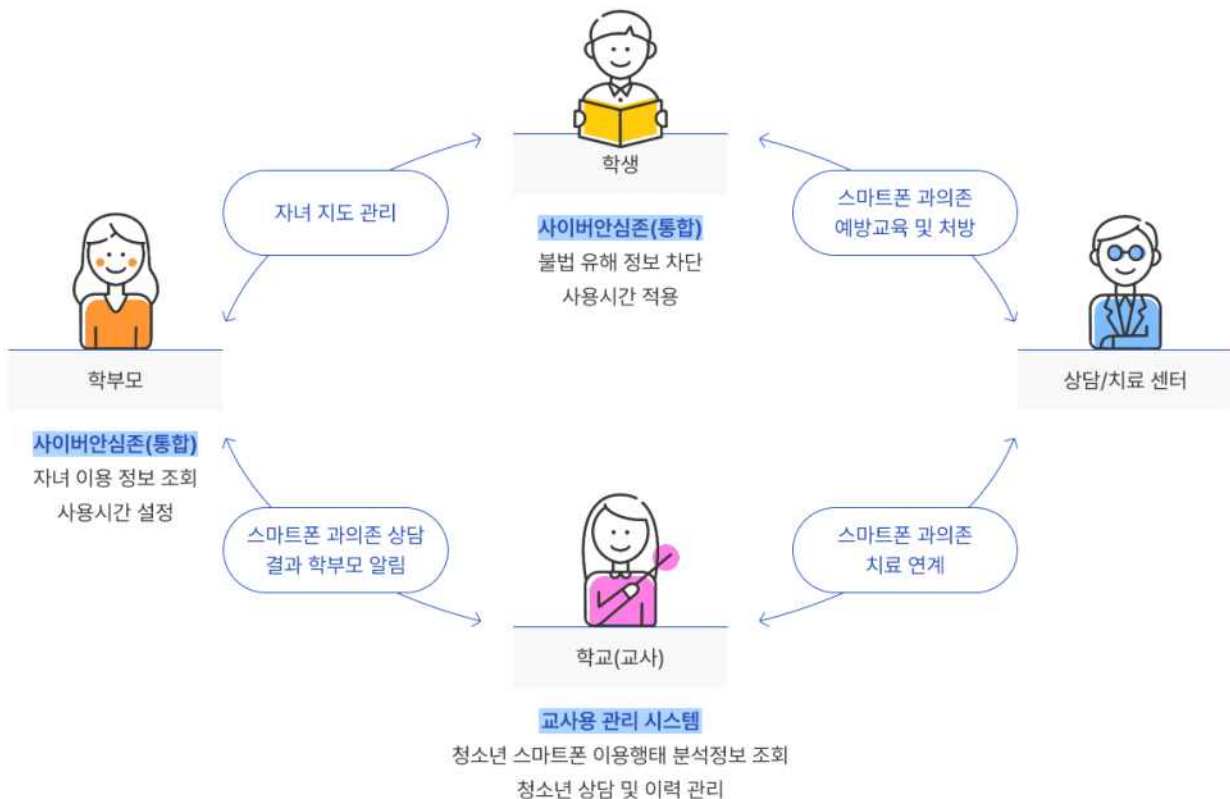 학생
사이버안심존(통합)
불법 유해 정보 차단
사용시간 적용
자녀 지도 관리
스마트폰 과의존
예방교육 및 처방
학부모
사이버안심존(통합)
자녀 이용 정보 조회
사용시간 설정
상담/치료 센터
스마트폰 과의존 상담
결과 학부모 알림
스마트폰 과의존
치료 연계
학교(교사)
교사용 관리 시스템
청소년 스마트폰 이용행태 분석정보 조회
청소년 상담 및 이력 관리